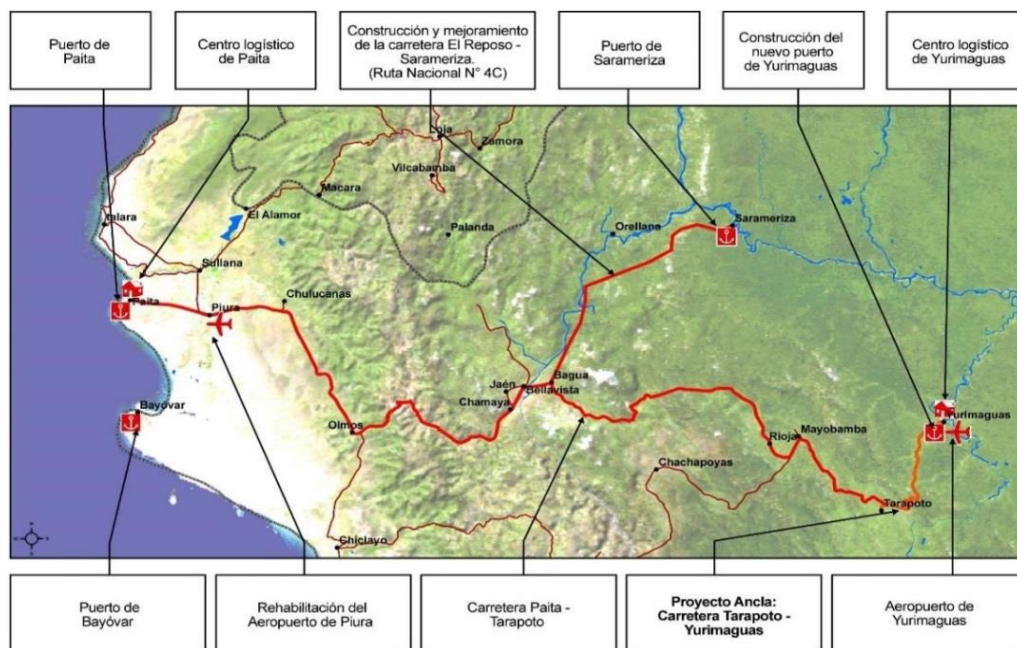 Puerto de
Paita
Centro logístico
de Paita
Construcción y mejoramiento
de la carretera El Reposo -
Sarameriza.
(Ruta Nacional N° 4C)
Puerto de
Sarameriza
Construcción del
nuevo puerto
de Yurimaguas
Centro logístico
de Yurimaguas
Loja
Zamora
Vilcabamba
Macara
El Alamor
talara
Palanda
Orellana
Sarameriza
Sullana
Paita
Piura
Chulucanas
Bagua
Jaén
Bellavista
Chamaya
Bayóvar
Olmos
Yurimaguas
Rioja
Mayobamba
Chachapoyas
Tarapoto
Chiclayo
Puerto de
Bayóvar
Rehabilitación del
Aeropuerto de Piura
Carretera Paita -
Tarapoto
Proyecto Ancla:
Carretera Tarapoto -
Yurimaguas
Aeropuerto de
Yurimaguas